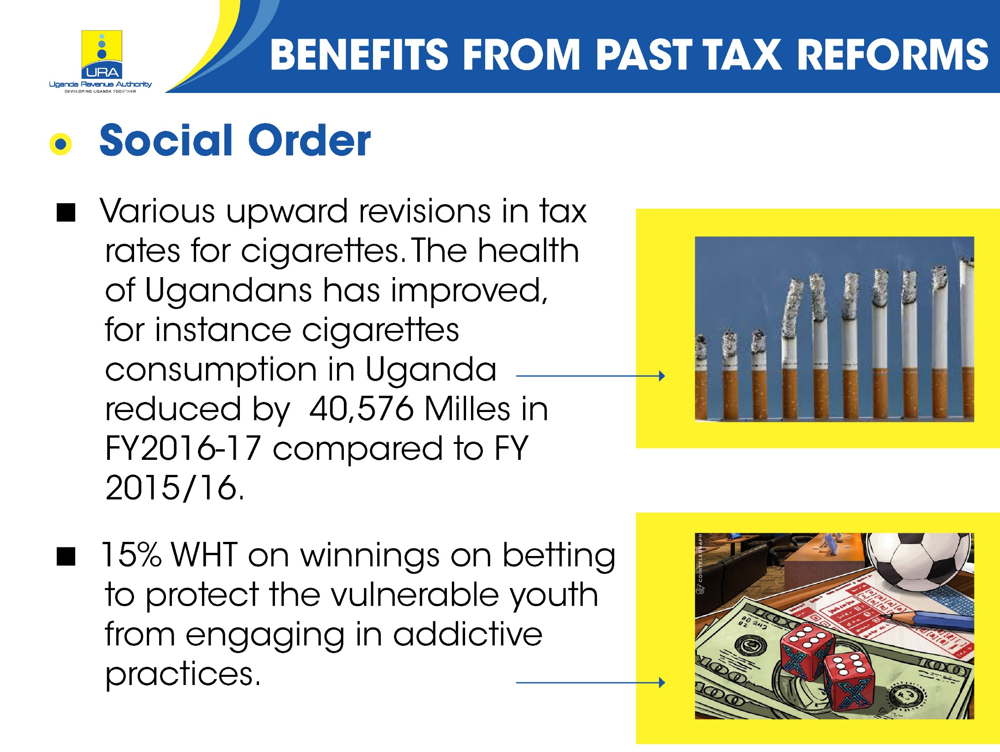 BENEFITS FROM PAST TAX REFORMS
URA
Uganda Revenue Authority
DEVELOPING UGANDA TOGETHER
Social Order
Various upward revisions in tax
rates for cigarettes. The health
of Ugandans has improved,
for instance cigarettes
consumption in Uganda
reduced by 40,576 Milles in
FY2016-17 compared to FY
2015/16.
15% WHT on winnings on betting
to protect the vulnerable youth
from engaging in addictive
practices.
COINTELEGRAPH
100
100
100